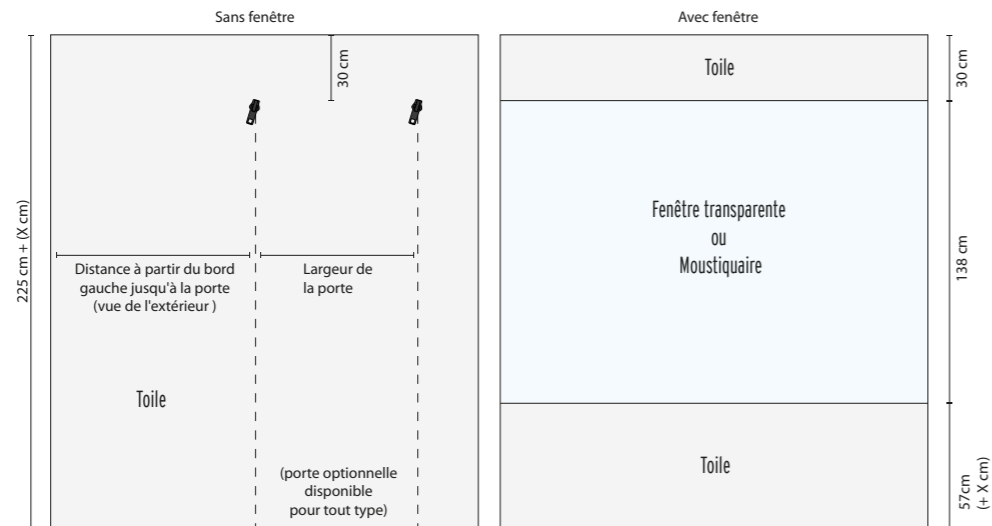 Sans fenêtre
225 cm + (X cm)
30 cm
Distance à partir du bord
gauche jusqu'à la porte
(vue de l'extérieur )
Largeur de
la porte
Toile
(porte optionnelle
disponible
pour tout type)
Avec fenêtre
Toile
30 cm
Fenêtre transparente
ou
Moustiquaire
138 cm
Toile
57cm
(+ X cm)